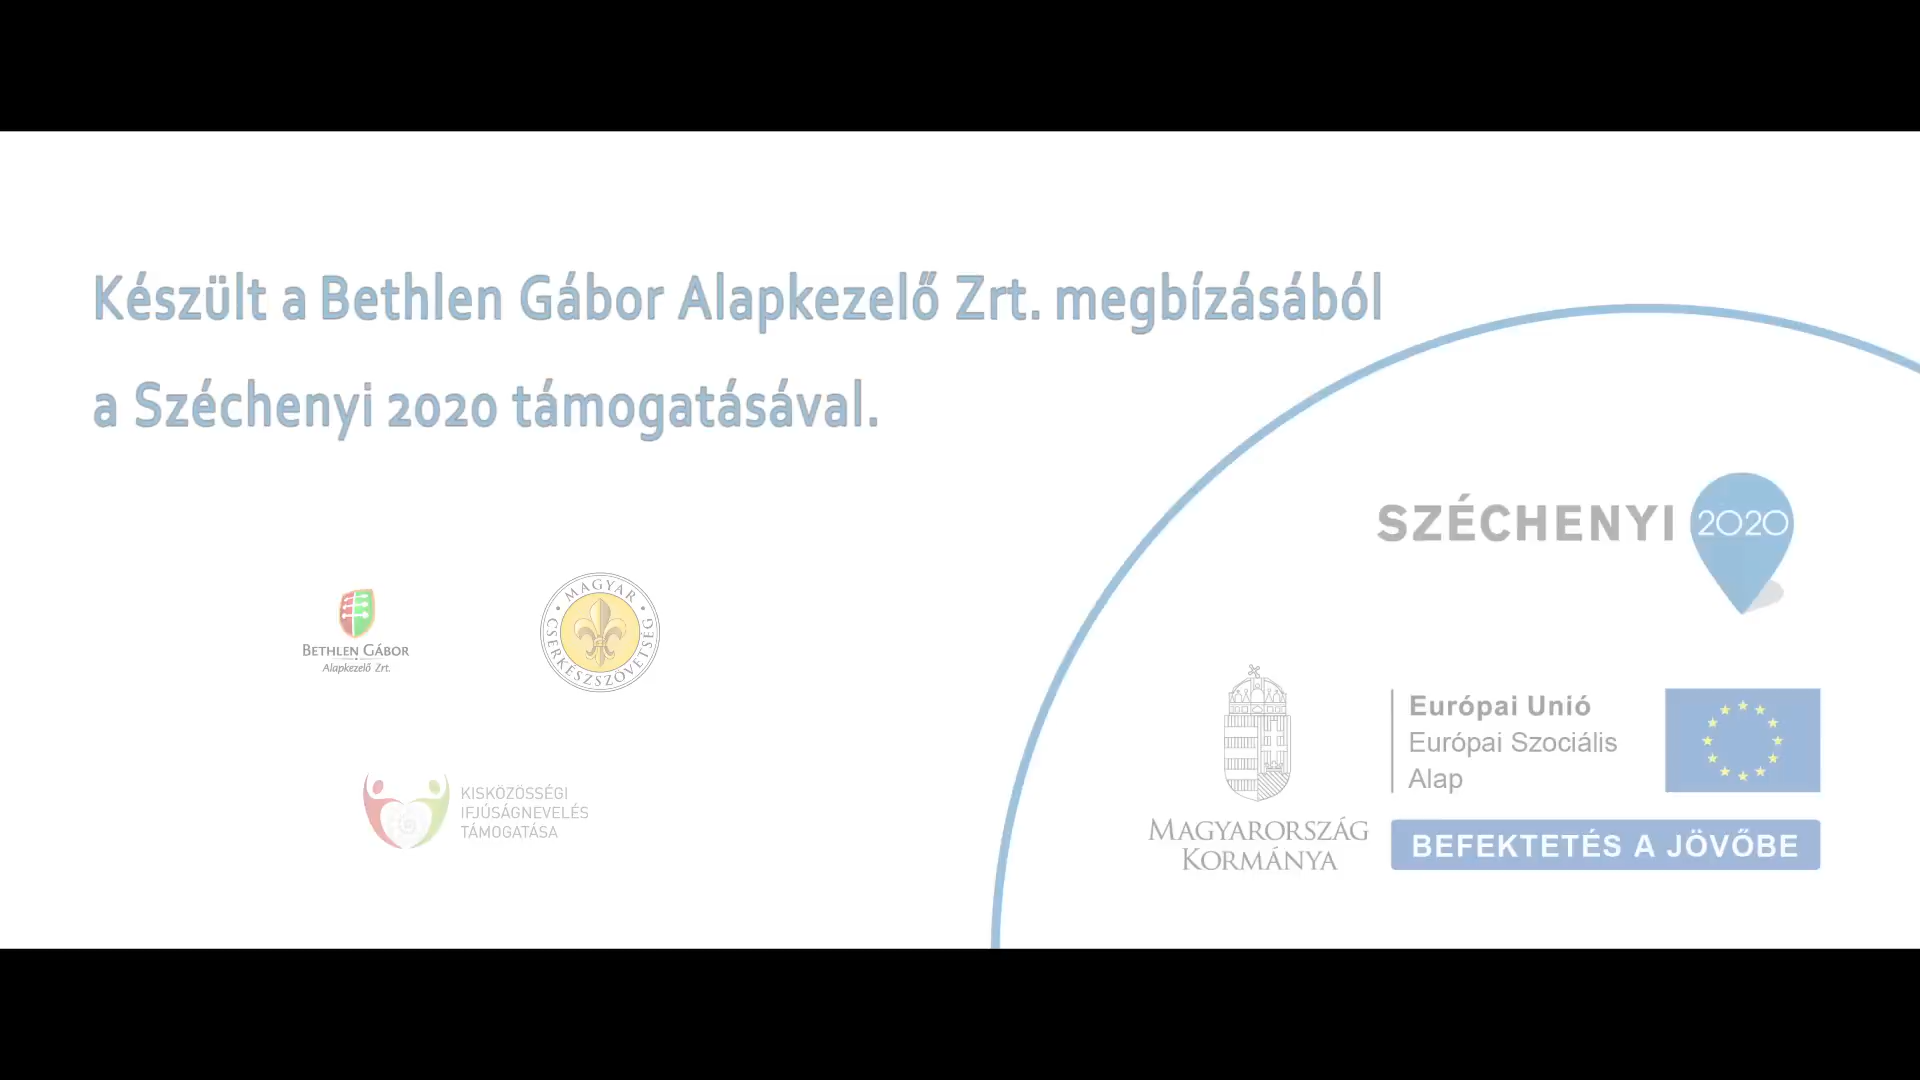 Készült a Bethlen Gábor Alapkezelő Zrt. megbízásából
a Széchenyi 2020 támogatásával.
SZÉCHENYI 2020
BETHLEN GÁBOR
Alapkezelő Zrt.
MAGYAR
CSERKÉSZSZÖVETSÉG
Európai Unió
Európai Szociális
Alap
KISKÖZÖSSÉGI
IFJÚSÁGNEVELÉS
TÁMOGATÁSA
MAGYARORSZÁG
KORMÁNYA
BEFEKTETÉS A JÖVŐBE